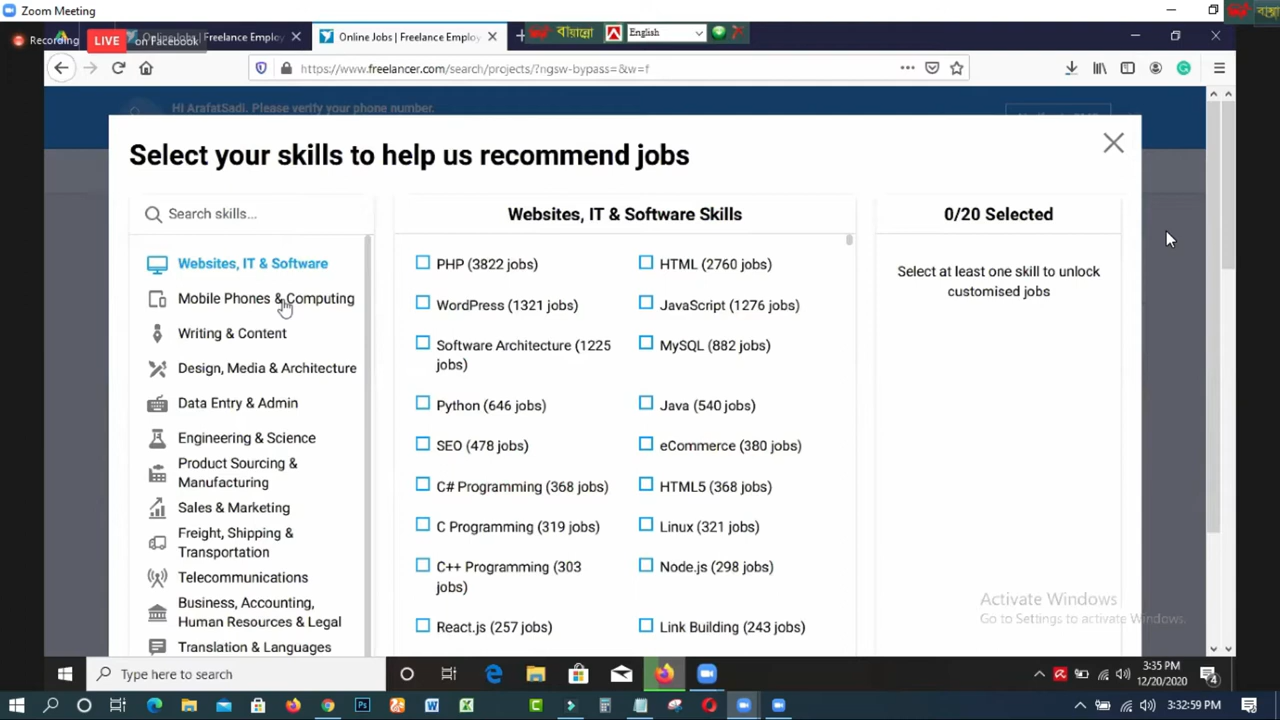 Zoom Meeting
Recording
LIVE on Facebook
Online Jobs | Freelance Employ
Online Jobs | Freelance Employ
বায়ান্নো
English
https://www.freelancer.com/search/projects/?ngsw-bypass=&w=f
Hi ArafatSadi. Please verify your phone number.
Select your skills to help us recommend jobs
Search skills...
Websites, IT & Software
Mobile Phones & Computing
Writing & Content
Design, Media & Architecture
Data Entry & Admin
Engineering & Science
Product Sourcing &
Manufacturing
Sales & Marketing
Freight, Shipping &
Transportation
Telecommunications
Business, Accounting,
Human Resources & Legal
Translation & Languages
Websites, IT & Software Skills
PHP (3822 jobs)
HTML (2760 jobs)
WordPress (1321 jobs)
JavaScript (1276 jobs)
Software Architecture (1225
jobs)
MySQL (882 jobs)
Python (646 jobs)
Java (540 jobs)
SEO (478 jobs)
eCommerce (380 jobs)
C# Programming (368 jobs)
HTML5 (368 jobs)
C Programming (319 jobs)
Linux (321 jobs)
C++ Programming (303
jobs)
Node.js (298 jobs)
React.js (257 jobs)
Link Building (243 jobs)
0/20 Selected
Select at least one skill to unlock
customised jobs
Activate Windows
Go to Settings to activate Windows.
Type here to search
3:35 PM
12/20/2020
4
3:32:59 PM